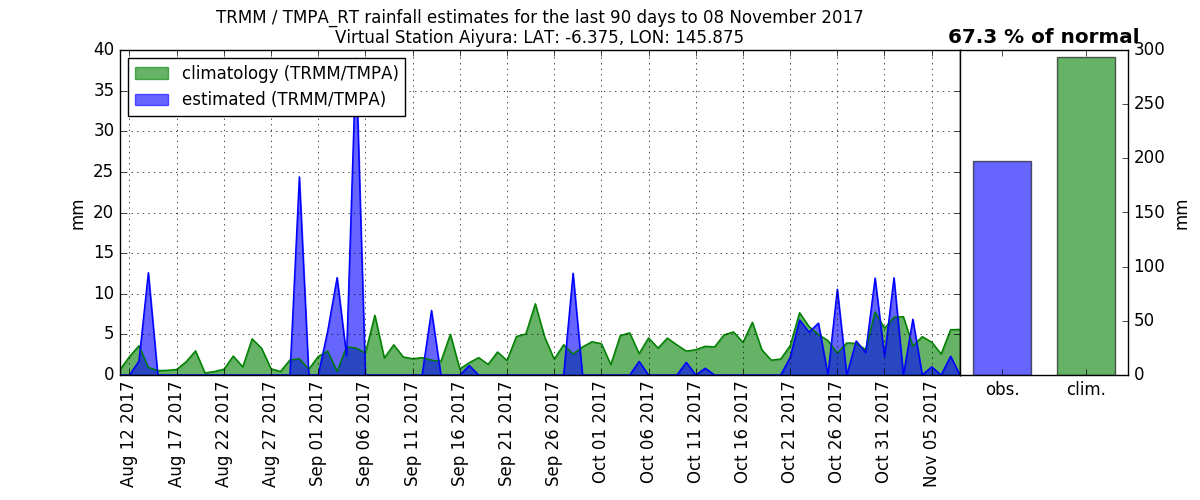 TRMM / TMPA_RT rainfall estimates for the last 90 days to 08 November 2017
Virtual Station Aiyura: LAT: -6.375, LON: 145.875
67.3 % of normal
climatology (TRMM/TMPA)
estimated (TRMM/TMPA)
40
35
30
25
20
15
10
5
0
mm
300
250
200
150
100
50
0
mm
Aug 12 2017
Aug 17 2017
Aug 22 2017
Aug 27 2017
Sep 01 2017
Sep 06 2017
Sep 11 2017
Sep 16 2017
Sep 21 2017
Sep 26 2017
Oct 01 2017
Oct 06 2017
Oct 11 2017
Oct 16 2017
Oct 21 2017
Oct 26 2017
Oct 31 2017
Nov 05 2017
obs.
clim.